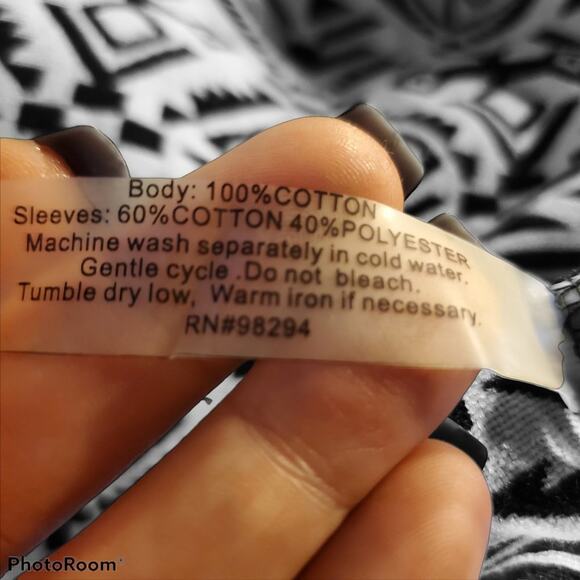 Body: 100%COTTON
Sleeves: 60%COTTON 40%POLYESTER
Machine wash separately in cold water.
Gentle cycle .Do not bleach.
Tumble dry low, Warm iron if necessary.
RN#98294
PhotoRoom